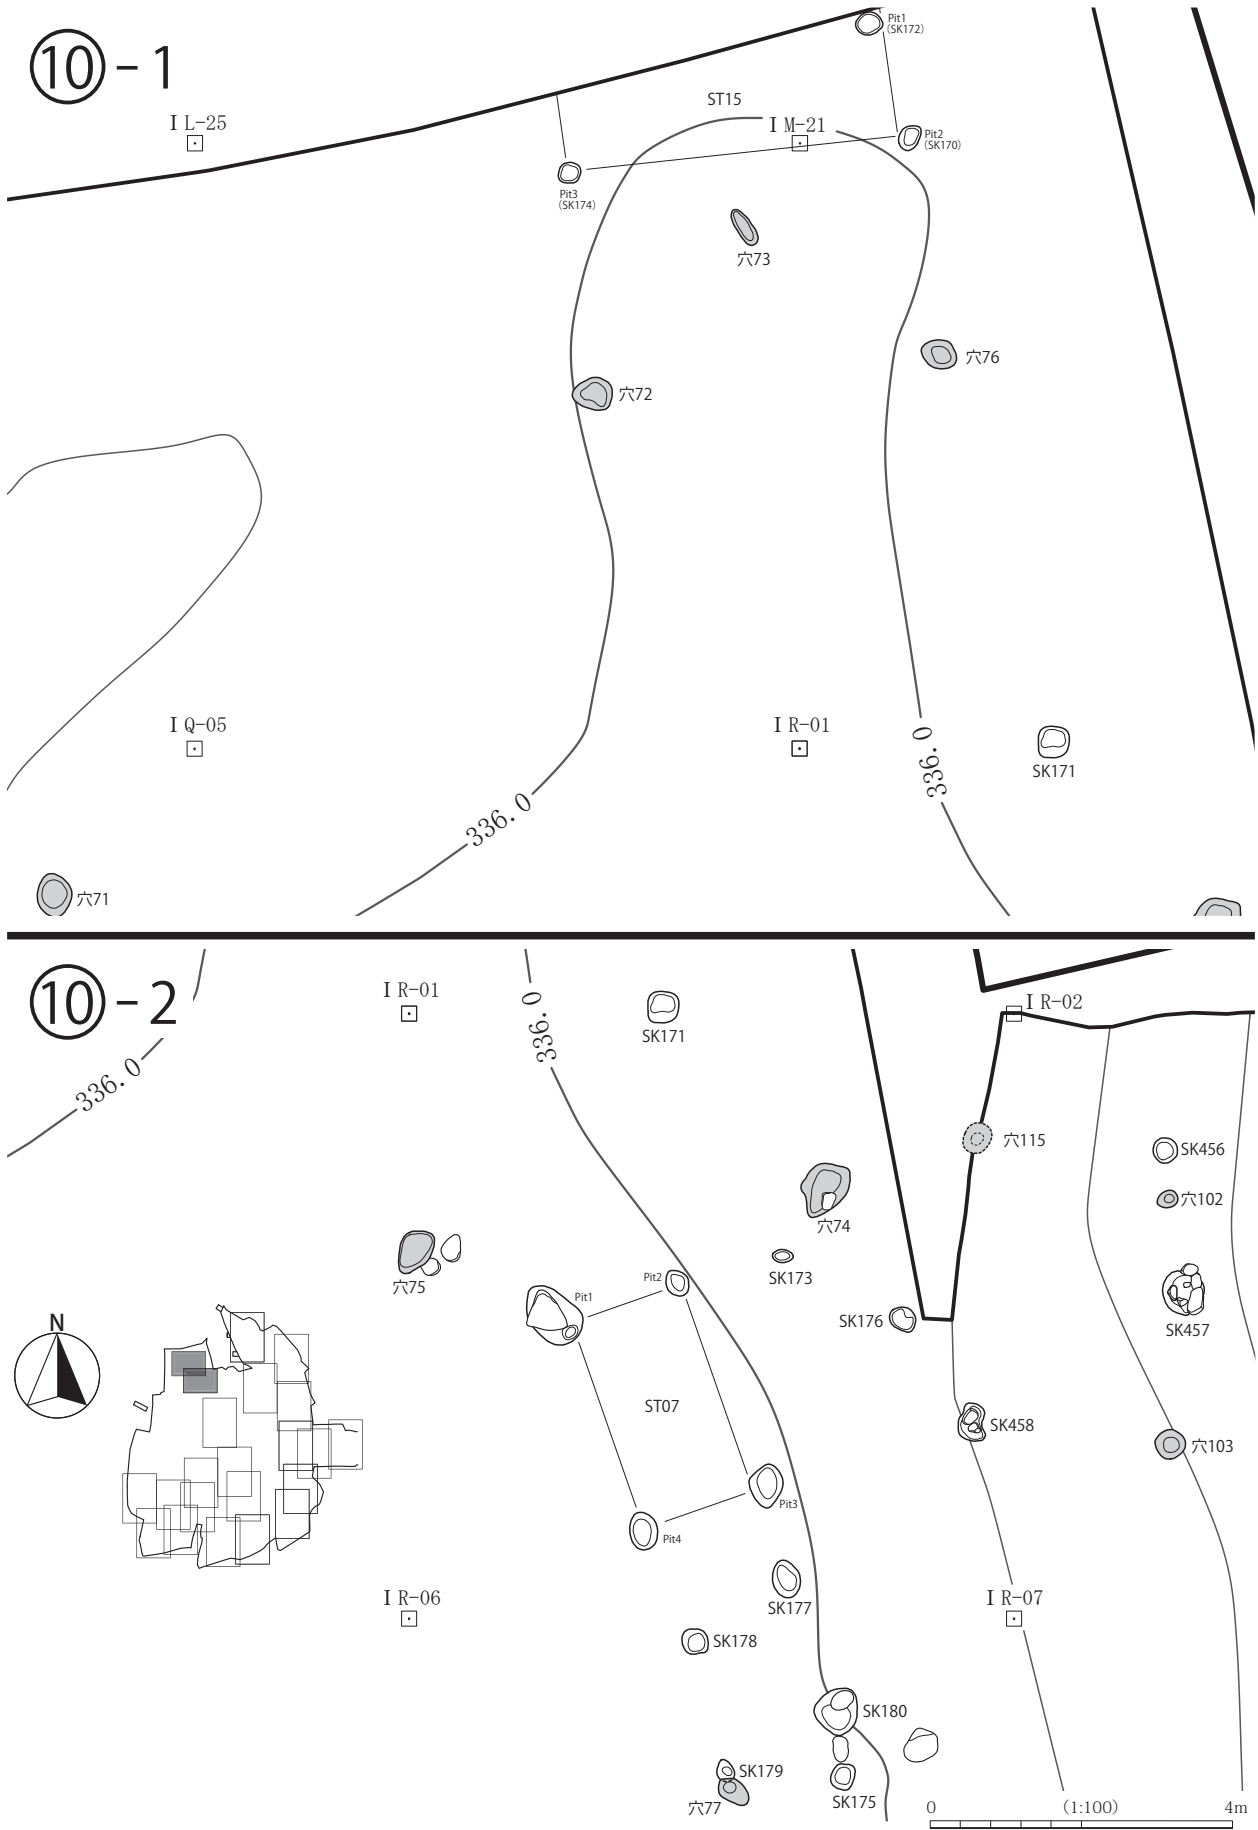 ⑩-1
Pit1
(SK172)
ST15
I L-25
I M-21
Pit2
(SK170)
Pit3
(SK174)
穴73
穴76
穴72
I Q-05
I R-01
336.0
SK171
336.0
穴71
⑩-2
I R-01
336.0
SK171
I R-02
336.0
穴115
SK456
穴102
穴74
穴75
SK173
Pit2
Pit1
SK176
SK457
N
ST07
SK458
穴103
Pit3
Pit4
I R-06
SK177
I R-07
SK178
SK180
SK179
穴77
SK175
0 (1:100) 4m